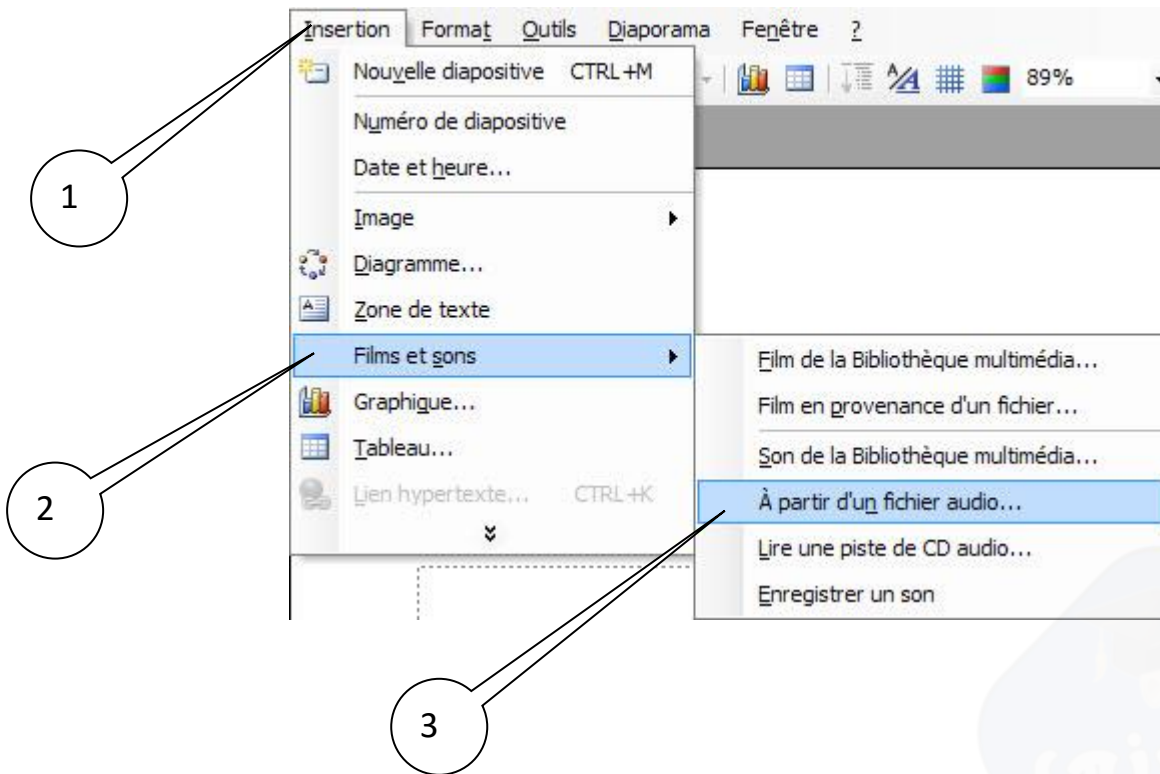 Insertion Format Outils Diaporama Fenêtre ?
Nouvelle diapositive CTRL+M
89%
Numéro de diapositive
Date et heure...
1
Image
Diagramme...
Zone de texte
Films et sons
Film de la Bibliothèque multimédia...
Graphique...
Film en provenance d'un fichier...
Tableau...
Son de la Bibliothèque multimédia...
2
Lien hypertexte... CTRL+K
À partir d'un fichier audio...
Lire une piste de CD audio...
Enregistrer un son
3